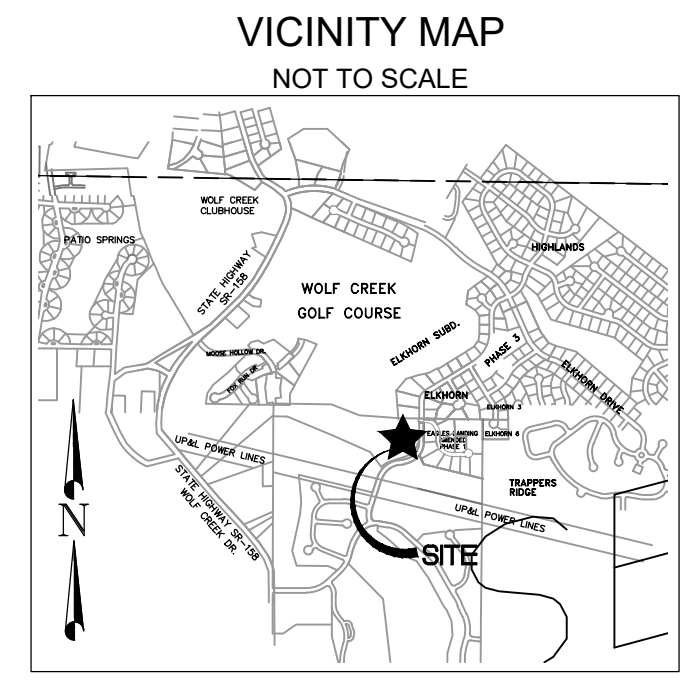 VICINITY MAP
NOT TO SCALE
WOLF CREEK
CLUBHOUSE
PATIO SPRINGS
STATE HIGHWAY
SR-158
HIGHLANDS
WOLF CREEK
GOLF COURSE
ELKHORN SUBD.
PHASE 3
MOOSE HOLLOW DR.
FOX RUN DR.
ELKHORN DRIVE
ELKHORN
ELKHORN 3
EAGLES LANDING
AMENDED
PHASE 1
ELKHORN 6
UP&L POWER LINES
STATE HIGHWAY SR-158
WOLF CREEK DR.
TRAPPERS
RIDGE
UP&L POWER LINES
N
SITE